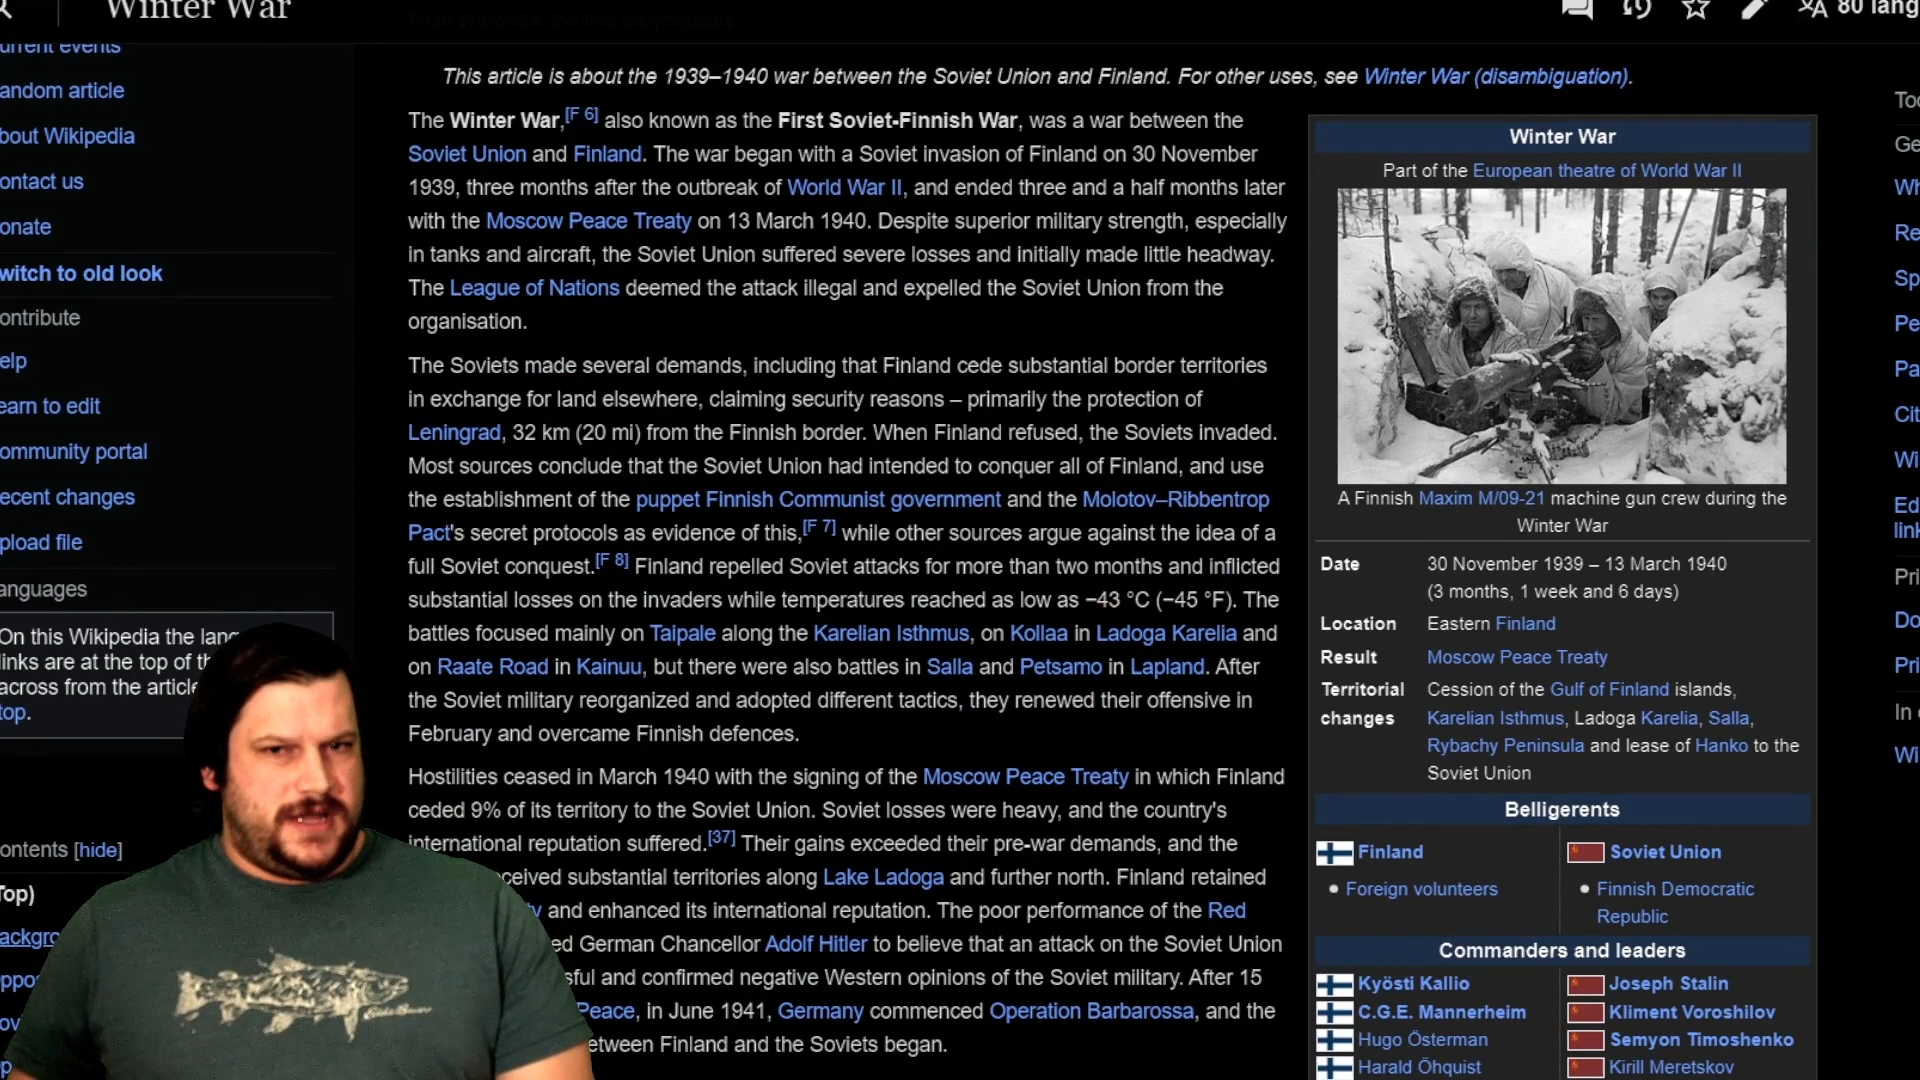 Winter War
80 lang
urrent events
andom article
bout Wikipedia
ontact us
onate
witch to old look
ontribute
elp
earn to edit
ommunity portal
ecent changes
pload file
anguages
On this Wikipedia the lang
links are at the top of th
across from the article
top.
ontents [hide]
Top)
ackgro
ppos
ov
This article is about the 1939–1940 war between the Soviet Union and Finland. For other uses, see Winter War (disambiguation).
The Winter War,[F 6] also known as the First Soviet-Finnish War, was a war between the
Soviet Union and Finland. The war began with a Soviet invasion of Finland on 30 November
1939, three months after the outbreak of World War II, and ended three and a half months later
with the Moscow Peace Treaty on 13 March 1940. Despite superior military strength, especially
in tanks and aircraft, the Soviet Union suffered severe losses and initially made little headway.
The League of Nations deemed the attack illegal and expelled the Soviet Union from the
organisation.
The Soviets made several demands, including that Finland cede substantial border territories
in exchange for land elsewhere, claiming security reasons – primarily the protection of
Leningrad, 32 km (20 mi) from the Finnish border. When Finland refused, the Soviets invaded.
Most sources conclude that the Soviet Union had intended to conquer all of Finland, and use
the establishment of the puppet Finnish Communist government and the Molotov–Ribbentrop
Pact's secret protocols as evidence of this,[F 7] while other sources argue against the idea of a
full Soviet conquest.[F 8] Finland repelled Soviet attacks for more than two months and inflicted
substantial losses on the invaders while temperatures reached as low as −43 °C (−45 °F). The
battles focused mainly on Taipale along the Karelian Isthmus, on Kollaa in Ladoga Karelia and
on Raate Road in Kainuu, but there were also battles in Salla and Petsamo in Lapland. After
the Soviet military reorganized and adopted different tactics, they renewed their offensive in
February and overcame Finnish defences.
Hostilities ceased in March 1940 with the signing of the Moscow Peace Treaty in which Finland
ceded 9% of its territory to the Soviet Union. Soviet losses were heavy, and the country's
international reputation suffered.[37] Their gains exceeded their pre-war demands, and the
ceived substantial territories along Lake Ladoga and further north. Finland retained
ty and enhanced its international reputation. The poor performance of the Red
ed German Chancellor Adolf Hitler to believe that an attack on the Soviet Union
sful and confirmed negative Western opinions of the Soviet military. After 15
Peace, in June 1941, Germany commenced Operation Barbarossa, and the
etween Finland and the Soviets began.
Winter War
Part of the European theatre of World War II
A Finnish Maxim M/09-21 machine gun crew during the
Winter War
Date 30 November 1939 – 13 March 1940
(3 months, 1 week and 6 days)
Location Eastern Finland
Result Moscow Peace Treaty
Territorial changes Cession of the Gulf of Finland islands,
Karelian Isthmus, Ladoga Karelia, Salla,
Rybachy Peninsula and lease of Hanko to the
Soviet Union
Belligerents
Finland Soviet Union
Foreign volunteers Finnish Democratic
Republic
Commanders and leaders
Kyösti Kallio Joseph Stalin
C.G.E. Mannerheim Kliment Voroshilov
Hugo Österman Semyon Timoshenko
Harald Öhquist Kirill Meretskov
Too
Ge
Wh
Re
Sp
Pe
Pa
Cit
Wi
Ed
link
Pri
Do
Pri
In o
Wi